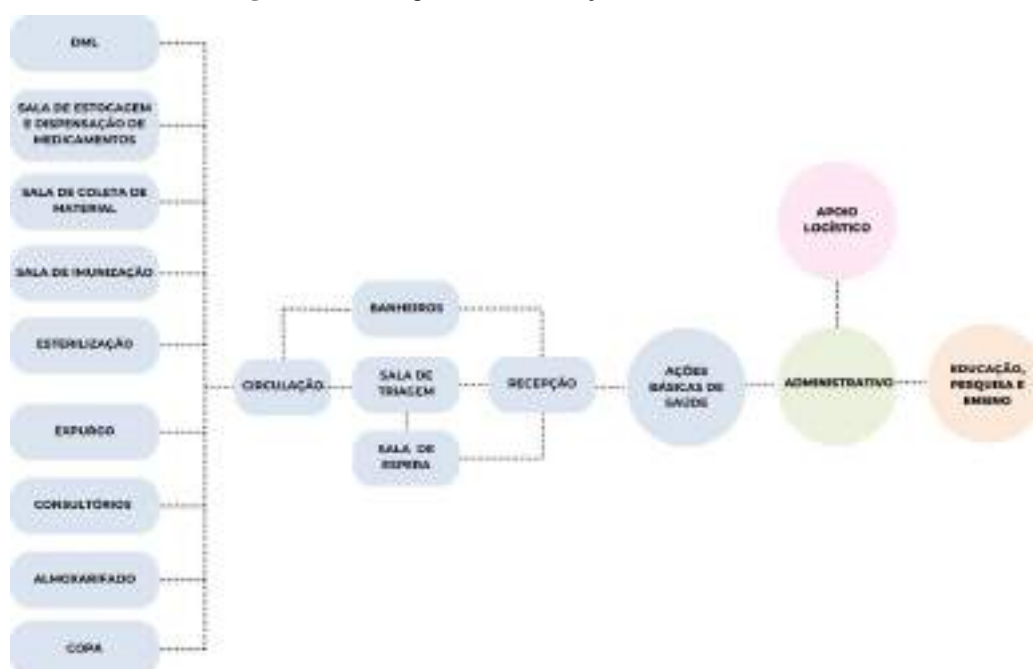 DML
SALA DE ESTOCAGEM
E DISPENSAÇÃO DE
MEDICAMENTOS
SALA DE COLETA DE
MATERIAL
SALA DE IMUNIZAÇÃO
ESTERILIZAÇÃO
EXPURGO
CONSULTÓRIOS
ALMOXARIFADO
COPA
CIRCULAÇÃO
BANHEIROS
SALA DE
TRIAGEM
SALA DE
ESPERA
RECEPÇÃO
AÇÕES
BÁSICAS DE
SAÚDE
APOIO
LOGÍSTICO
ADMINISTRATIVO
EDUCAÇÃO,
PESQUISA E
ENSINO